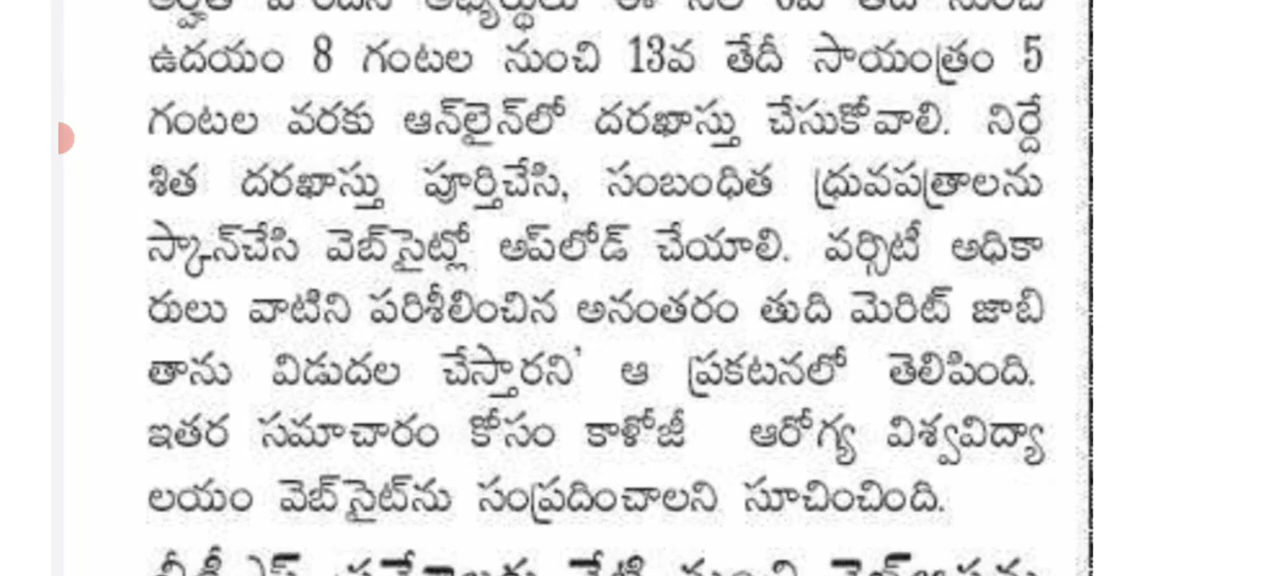 ఉదయం 8 గంటల నుంచి 13వ తేదీ సాయంత్రం 5
గంటల వరకు ఆన్‌లైన్‌లో దరఖాస్తు చేసుకోవాలి. నిర్దే
శిత దరఖాస్తు పూర్తిచేసి, సంబంధిత ధ్రువపత్రాలను
స్కాన్‌చేసి వెబ్‌సైట్లో అప్‌లోడ్ చేయాలి. వర్సిటీ అధికా
రులు వాటిని పరిశీలించిన అనంతరం తుది మెరిట్ జాబి
తాను విడుదల చేస్తారని' ఆ ప్రకటనలో తెలిపింది.
ఇతర సమాచారం కోసం కాళోజీ ఆరోగ్య విశ్వవిద్యా
లయం వెబ్‌సైట్‌ను సంప్రదించాలని సూచించింది.